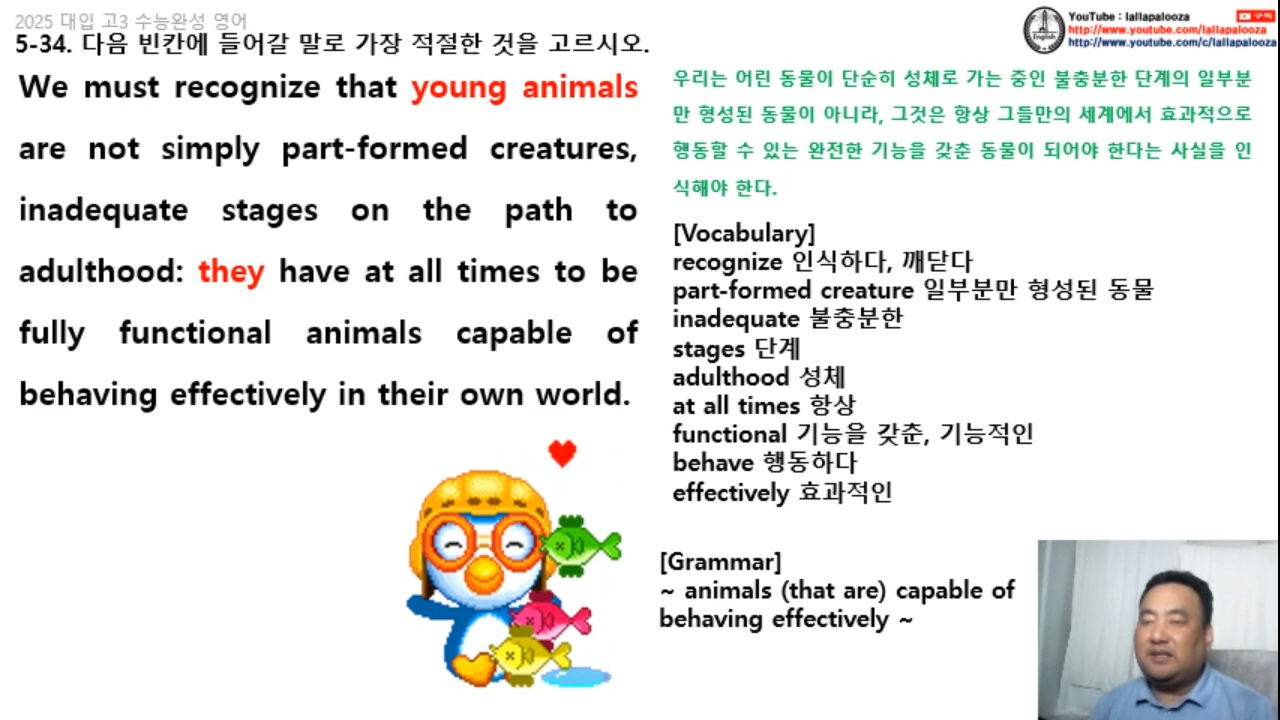 2025 대입 고3 수능완성 영어
5-34. 다음 빈칸에 들어갈 말로 가장 적절한 것을 고르시오.
YouTube : lallapalooza
http://www.youtube.com/lallapalooza
http://www.youtube.com/c/lallapalooza
We must recognize that young animals
are not simply part-formed creatures,
inadequate stages on the path to
adulthood: they have at all times to be
fully functional animals capable of
behaving effectively in their own world.
우리는 어린 동물이 단순히 성체로 가는 중인 불충분한 단계의 일부분
만 형성된 동물이 아니라, 그것은 항상 그들만의 세계에서 효과적으로
행동할 수 있는 완전한 기능을 갖춘 동물이 되어야 한다는 사실을 인
식해야 한다.
[Vocabulary]
recognize 인식하다, 깨닫다
part-formed creature 일부분만 형성된 동물
inadequate 불충분한
stages 단계
adulthood 성체
at all times 항상
functional 기능을 갖춘, 기능적인
behave 행동하다
effectively 효과적인
[Grammar]
~ animals (that are) capable of
behaving effectively ~